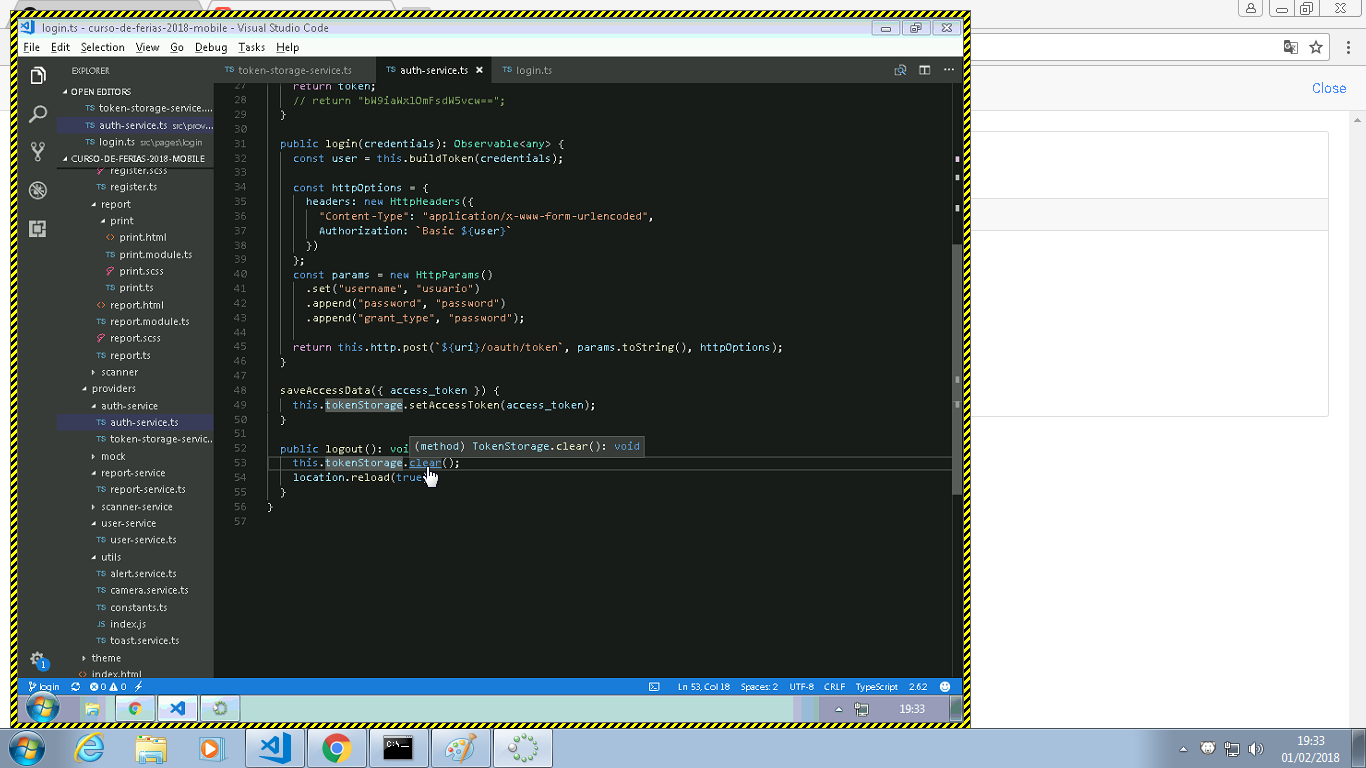 login.ts - curso-de-ferias-2018-mobile - Visual Studio Code
File Edit Selection View Go Debug Tasks Help
Close
EXPLORER
OPEN EDITORS
TS token-storage-service....
TS auth-service.ts src\prov...
TS login.ts src\pages\login
CURSO-DE-FERIAS-2018-MOBILE
register.scss
TS register.ts
report
print
<> print.html
TS print.module.ts
print.scss
TS print.ts
<> report.html
TS report.module.ts
report.scss
TS report.ts
scanner
providers
auth-service
TS auth-service.ts
TS token-storage-servic...
mock
report-service
TS report-service.ts
scanner-service
user-service
TS user-service.ts
utils
TS alert.service.ts
TS camera.service.ts
TS constants.ts
JS index.js
TS toast.service.ts
theme
<> index.html
1
TS token-storage-service.ts TS auth-service.ts × TS login.ts
27 return token;
28 // return "bW9iaWxlOmFsdW5vcw==";
29 }
30
31 public login(credentials): Observable<any> {
32 const user = this.buildToken(credentials);
33
34 const httpOptions = {
35 headers: new HttpHeaders({
36 "Content-Type": "application/x-www-form-urlencoded",
37 Authorization: `Basic ${user}`
38 })
39 };
40 const params = new HttpParams()
41 .set("username", "usuario")
42 .append("password", "password")
43 .append("grant_type", "password");
44
45 return this.http.post(`${uri}/oauth/token`, params.toString(), httpOptions);
46 }
47
48 saveAccessData({ access_token }) {
49 this.tokenStorage.setAccessToken(access_token);
50 }
51
(method) TokenStorage.clear(): void
52 public logout(): voi
53 this.tokenStorage.clear();
54 location.reload(true
55 }
56 }
57
login 0 0 Ln 53, Col 18 Spaces: 2 UTF-8 CRLF TypeScript 2.6.2
19:33
C:\_
19:33
01/02/2018